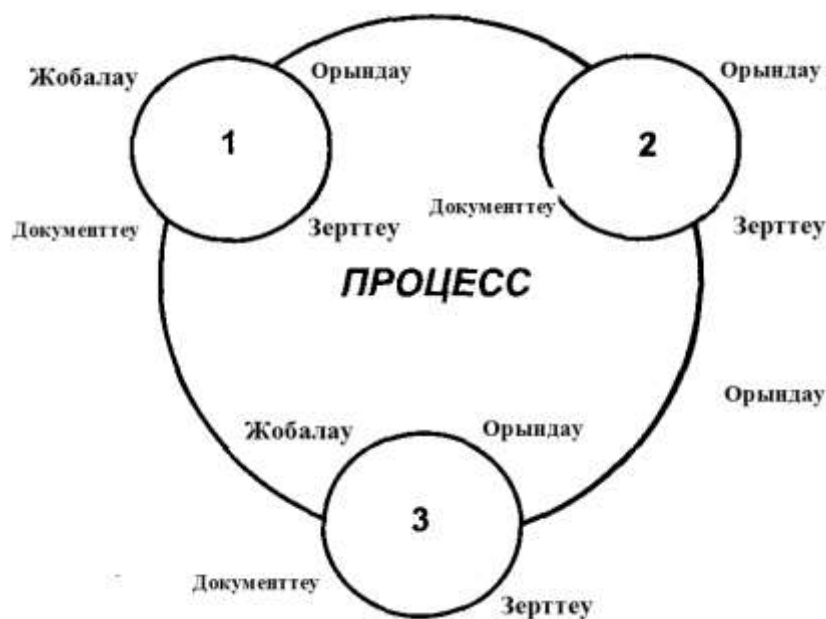 Жобалау
Орындау
Орындау
1
2
Документтеу
Зерттеу
Документтеу
Зерттеу
ПРОЦЕСС
Орындау
Жобалау
Орындау
3
Документтеу
Зерттеу